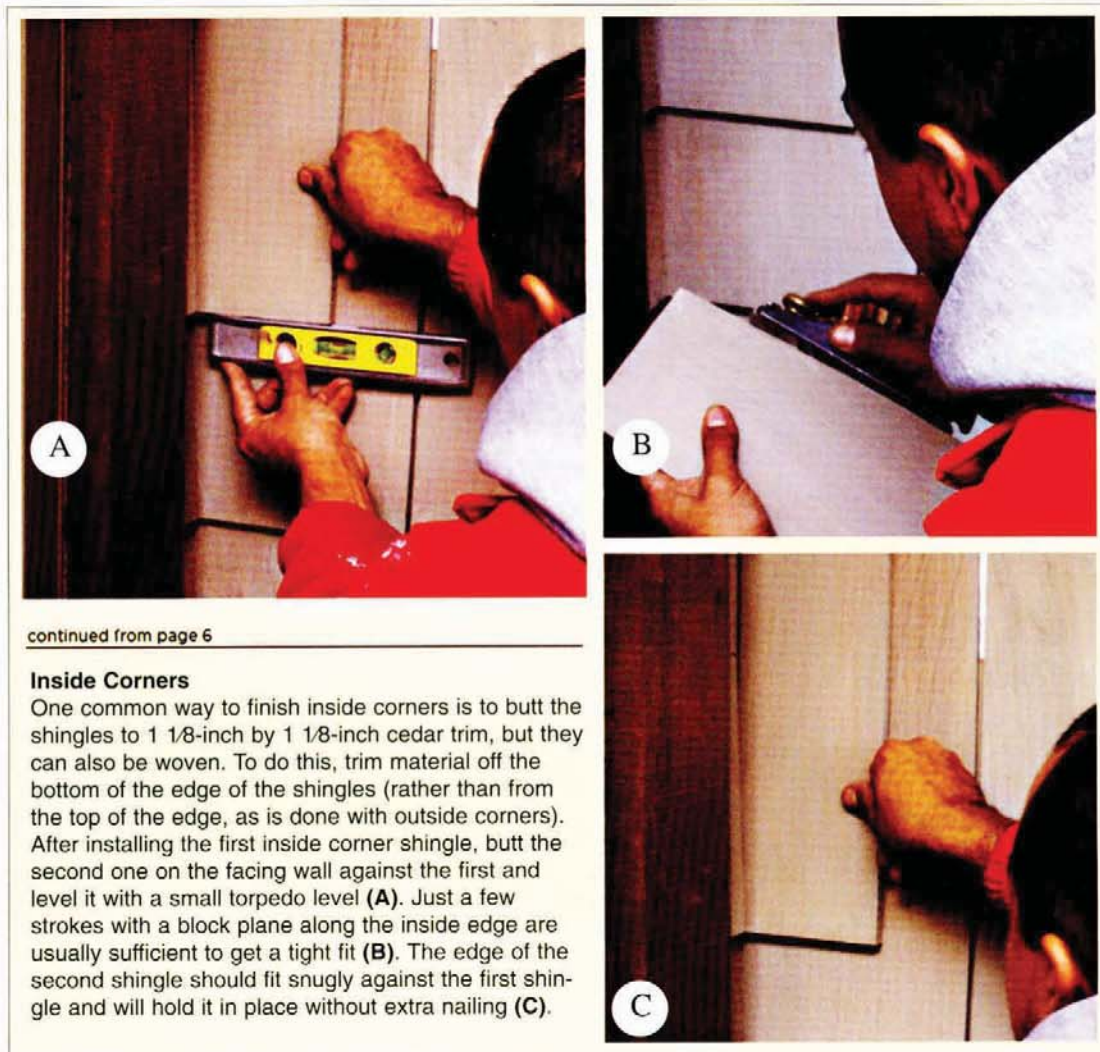 A
B
continued from page 6
Inside Corners
One common way to finish inside corners is to butt the
shingles to 1 1/8-inch by 1 1/8-inch cedar trim, but they
can also be woven. To do this, trim material off the
bottom of the edge of the shingles (rather than from
the top of the edge, as is done with outside corners).
After installing the first inside corner shingle, butt the
second one on the facing wall against the first and
level it with a small torpedo level (A). Just a few
strokes with a block plane along the inside edge are
usually sufficient to get a tight fit (B). The edge of the
second shingle should fit snugly against the first shin-
gle and will hold it in place without extra nailing (C).
C